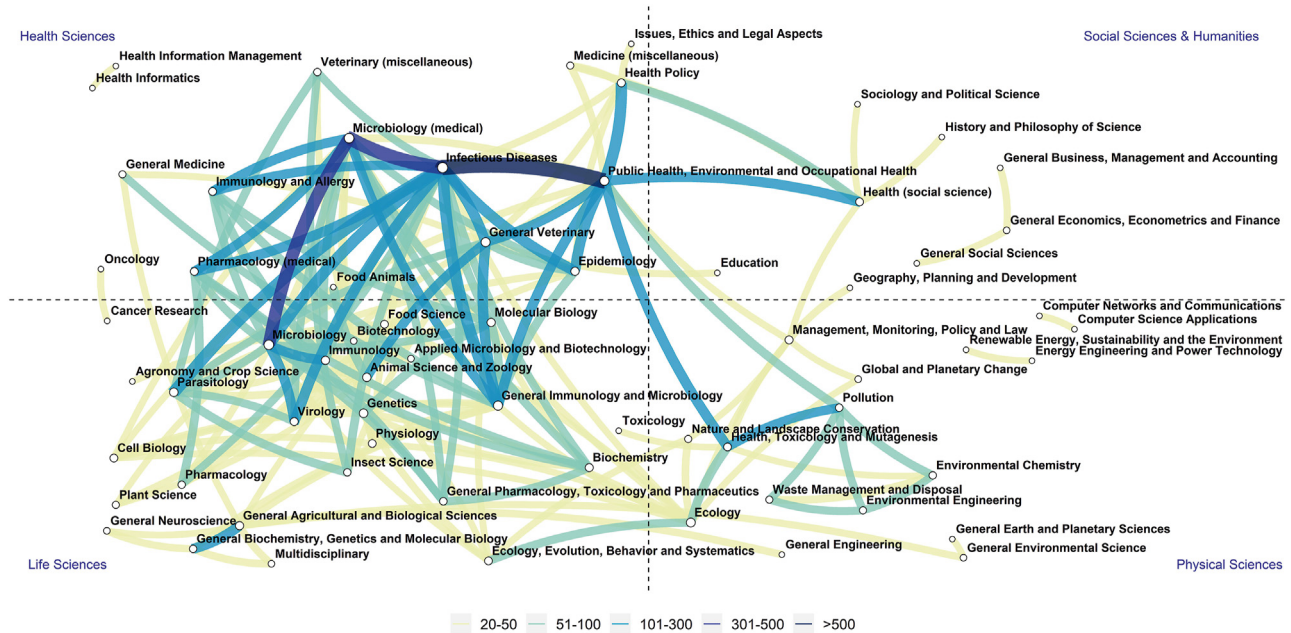 Issues, Ethics and Legal Aspects
Health Sciences
Social Sciences & Humanities
Health Information Management
Medicine (miscellaneous)
Veterinary (miscellaneous)
Health Policy
Health Informatics
Sociology and Political Science
Microbiology (medical)
History and Philosophy of Science
Infectious Diseases
General Business, Management and Accounting
General Medicine
Public Health, Environmental and Occupational Health
Immunology and Allergy
Health (social science)
General Economics, Econometrics and Finance
General Veterinary
General Social Sciences
Oncology
Pharmacology (medical)
Epidemiology
Education
Food Animals
Geography, Planning and Development
Cancer Research
Food Science
Molecular Biology
Computer Networks and Communications
Computer Science Applications
Microbiology
Biotechnology
Management, Monitoring, Policy and Law
Renewable Energy, Sustainability and the Environment
Immunology
Applied Microbiology and Biotechnology
Energy Engineering and Power Technology
Agronomy and Crop Science
Animal Science and Zoology
Global and Planetary Change
Parasitology
General Immunology and Microbiology
Pollution
Virology
Genetics
Toxicology
Nature and Landscape Conservation
Physiology
Health, Toxicology and Mutagenesis
Cell Biology
Insect Science
Biochemistry
Environmental Chemistry
Pharmacology
Plant Science
General Pharmacology, Toxicology and Pharmaceutics
Waste Management and Disposal
Environmental Engineering
General Neuroscience
General Agricultural and Biological Sciences
Ecology
General Earth and Planetary Sciences
General Biochemistry, Genetics and Molecular Biology
Multidisciplinary
Ecology, Evolution, Behavior and Systematics
General Engineering
General Environmental Science
Life Sciences
Physical Sciences
20-50 51-100 101-300 301-500 >500